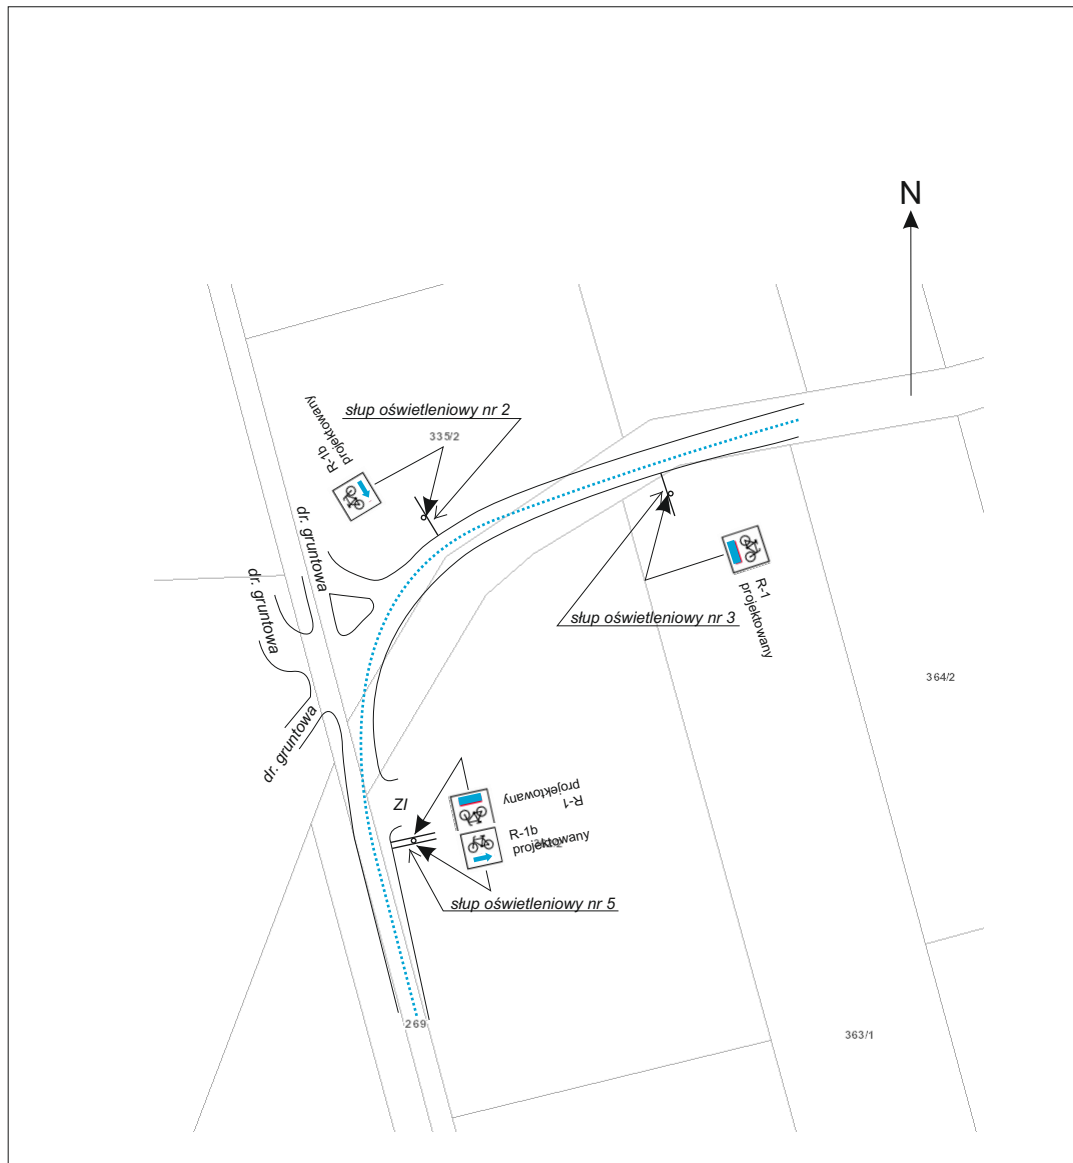 N
R-1b
projektowany
słup oświetleniowy nr 2
335/2
dr. gruntowa
dr. gruntowa
R-1
projektowany
słup oświetleniowy nr 3
364/2
dr. gruntowa
ZI
R-1
projektowany
R-1b
projektowany
słup oświetleniowy nr 5
269
363/1